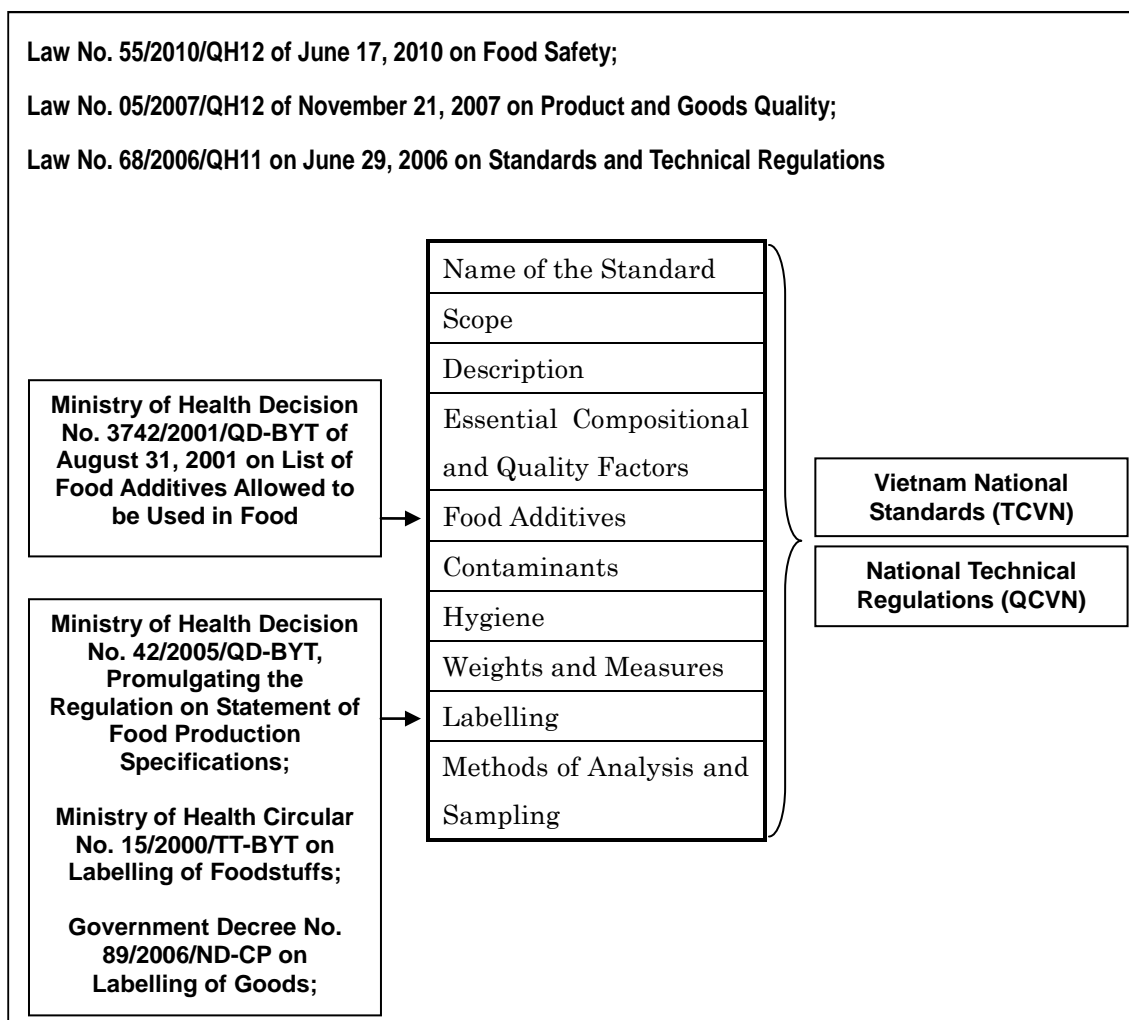 Law No. 55/2010/QH12 of June 17, 2010 on Food Safety;
Law No. 05/2007/QH12 of November 21, 2007 on Product and Goods Quality;
Law No. 68/2006/QH11 on June 29, 2006 on Standards and Technical Regulations
Ministry of Health Decision
No. 3742/2001/QD-BYT of
August 31, 2001 on List of
Food Additives Allowed to
be Used in Food
Ministry of Health Decision
No. 42/2005/QD-BYT,
Promulgating the
Regulation on Statement of
Food Production
Specifications;
Ministry of Health Circular
No. 15/2000/TT-BYT on
Labelling of Foodstuffs;
Government Decree No.
89/2006/ND-CP on
Labelling of Goods;
Name of the Standard
Scope
Description
Essential Compositional
and Quality Factors
Food Additives
Contaminants
Hygiene
Weights and Measures
Labelling
Methods of Analysis and
Sampling
Vietnam National
Standards (TCVN)
National Technical
Regulations (QCVN)